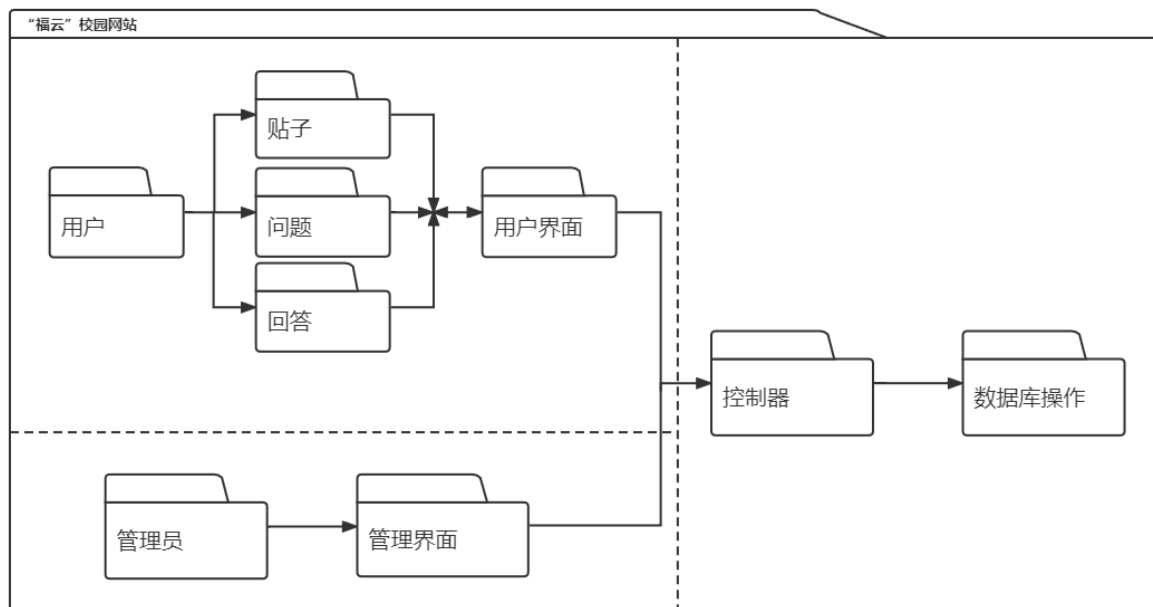 “福云”校园网站
贴子
用户
问题
用户界面
回答
控制器
数据库操作
管理员
管理界面